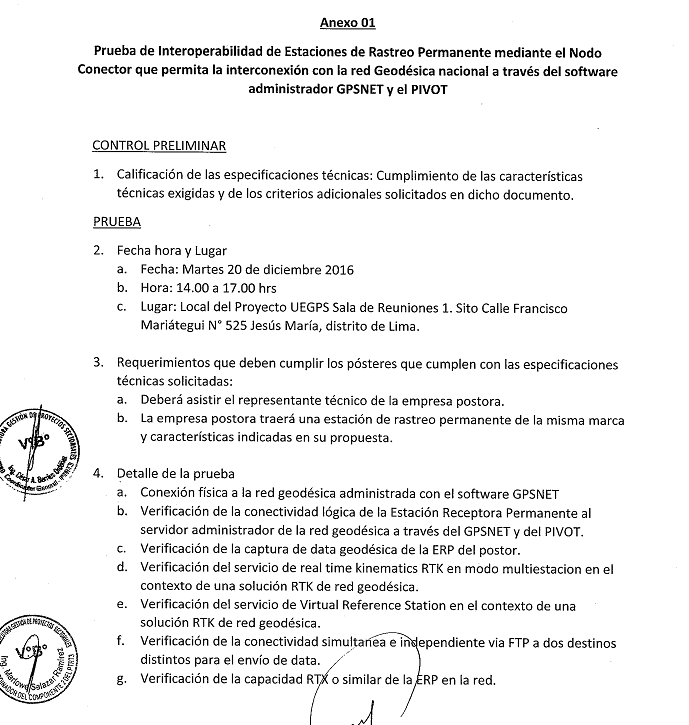 Anexo 01
Prueba de Interoperabilidad de Estaciones de Rastreo Permanente mediante el Nodo
Conector que permita la interconexión con la red Geodésica nacional a través del software
administrador GPSNET y el PIVOT
CONTROL PRELIMINAR
1. Calificación de las especificaciones técnicas: Cumplimiento de las características
técnicas exigidas y de los criterios adicionales solicitados en dicho documento.
PRUEBA
2. Fecha hora y Lugar
a. Fecha: Martes 20 de diciembre 2016
b. Hora: 14.00 a 17.00 hrs
c. Lugar: Local del Proyecto UEGPS Sala de Reuniones 1. Sito Calle Francisco
Mariátegui N° 525 Jesús María, distrito de Lima.
3. Requerimientos que deben cumplir los pósteres que cumplen con las especificaciones
técnicas solicitadas:
a. Deberá asistir el representante técnico de la empresa postora.
b. La empresa postora traerá una estación de rastreo permanente de la misma marca
y características indicadas en su propuesta.
4. Detalle de la prueba
a. Conexión física a la red geodésica administrada con el software GPSNET
b. Verificación de la conectividad lógica de la Estación Receptora Permanente al
servidor administrador de la red geodésica a través del GPSNET y del PIVOT.
c. Verificación de la captura de data geodésica de la ERP del postor.
d. Verificación del servicio de real time kinematics RTK en modo multiestacion en el
contexto de una solución RTK de red geodésica.
e. Verificación del servicio de Virtual Reference Station en el contexto de una
solución RTK de red geodésica.
f. Verificación de la conectividad simultanea e independiente vía FTP a dos destinos
distintos para el envío de data.
g. Verificación de la capacidad RTX o similar de la ERP en la red.
V°B°
V°B°
Ing. Marlowe Salazar Ramirez